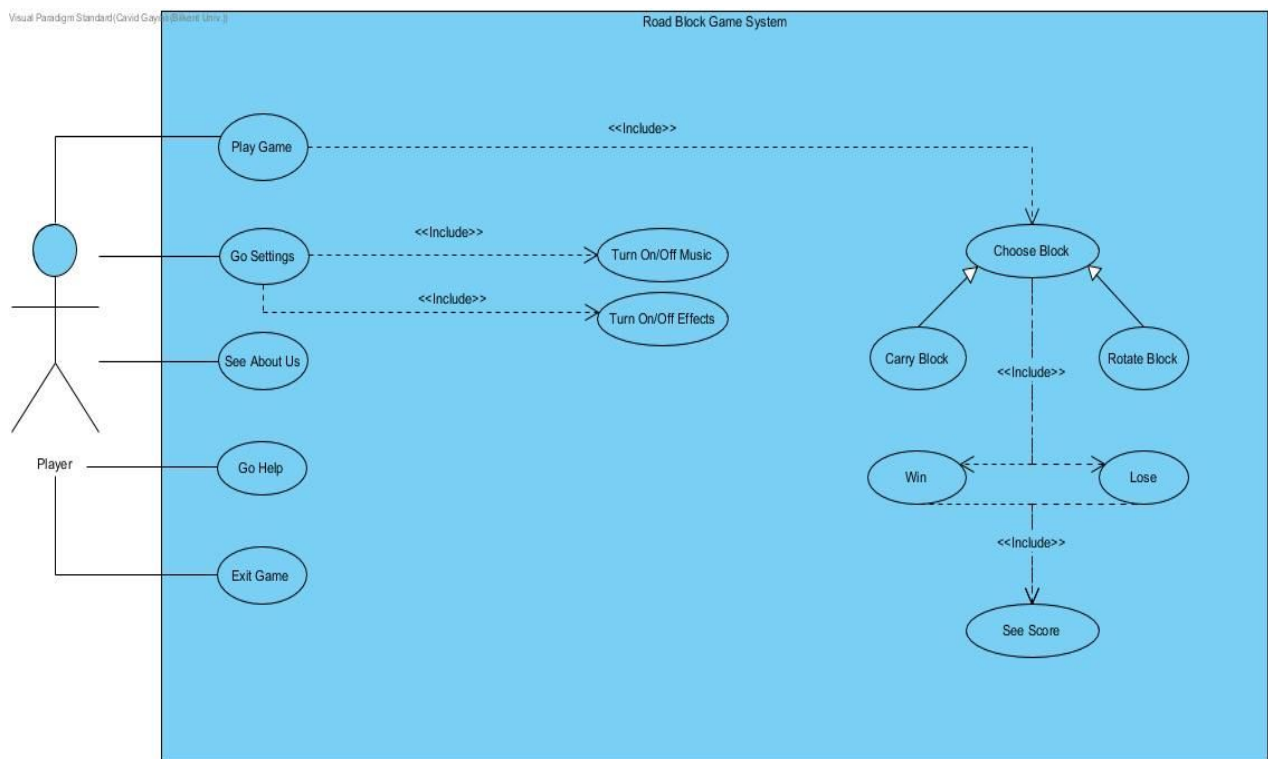 Visual Paradigm Standard(Cavid Gayıblı(Bilkent Univ.))
Road Block Game System
<<Include>>
Play Game
<<Include>>
Go Settings
Turn On/Off Music
Choose Block
<<Include>>
Turn On/Off Effects
See About Us
Carry Block
Rotate Block
<<Include>>
Player
Go Help
Win
Lose
<<Include>>
Exit Game
See Score